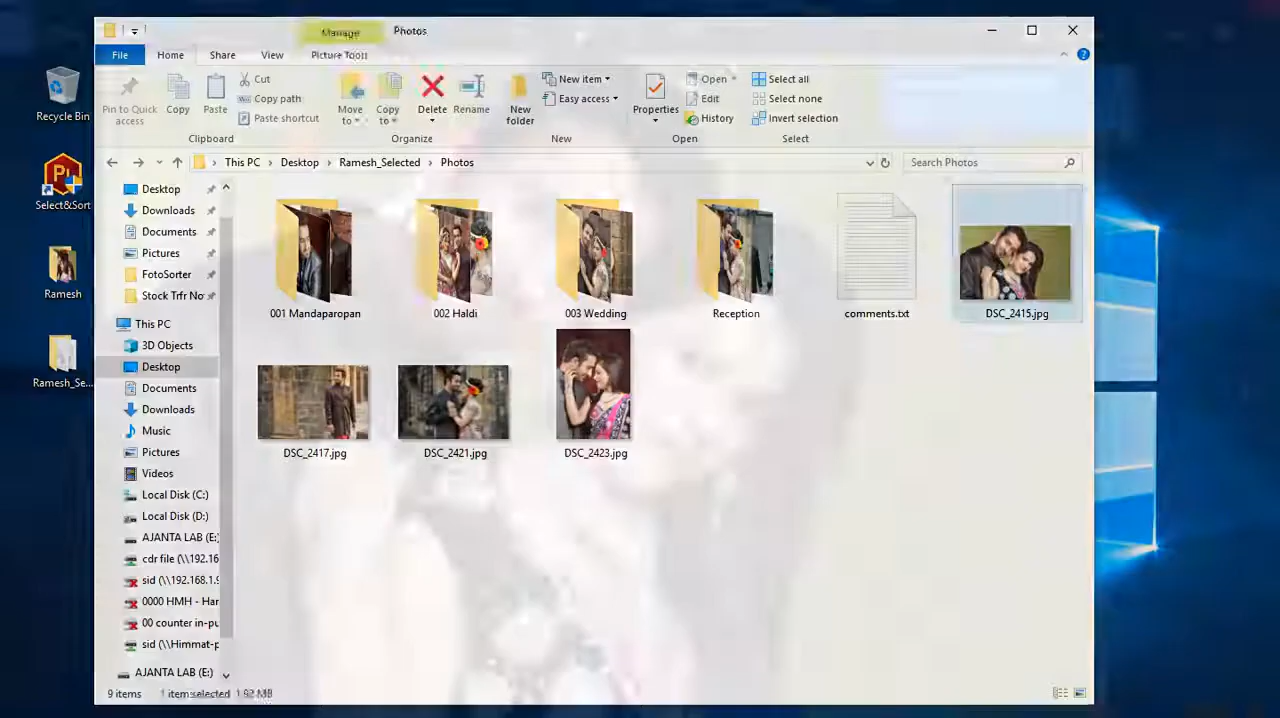 Manage
Photos
File
Home
Share
View
Picture Tools
Pin to Quick access
Copy
Paste
Cut
Copy path
Paste shortcut
Clipboard
Move to
Copy to
Delete
Rename
Organize
New folder
New item
Easy access
New
Properties
Open
Edit
History
Open
Select all
Select none
Invert selection
Select
This PC > Desktop > Ramesh_Selected > Photos
Search Photos
Recycle Bin
Select&Sort
Ramesh
Ramesh_Se...
Desktop
Downloads
Documents
Pictures
FotoSorter
Stock Trfr No
This PC
3D Objects
Desktop
Documents
Downloads
Music
Pictures
Videos
Local Disk (C:)
Local Disk (D:)
AJANTA LAB (E:)
cdr file (\\192.16
sid (\\192.168.1.9
0000 HMH - Har
00 counter in-pu
sid (\\Himmat-p
AJANTA LAB (E:)
001 Mandaparopan
002 Haldi
003 Wedding
Reception
comments.txt
DSC_2415.jpg
DSC_2417.jpg
DSC_2421.jpg
DSC_2423.jpg
9 items
1 item selected 1.92 MB